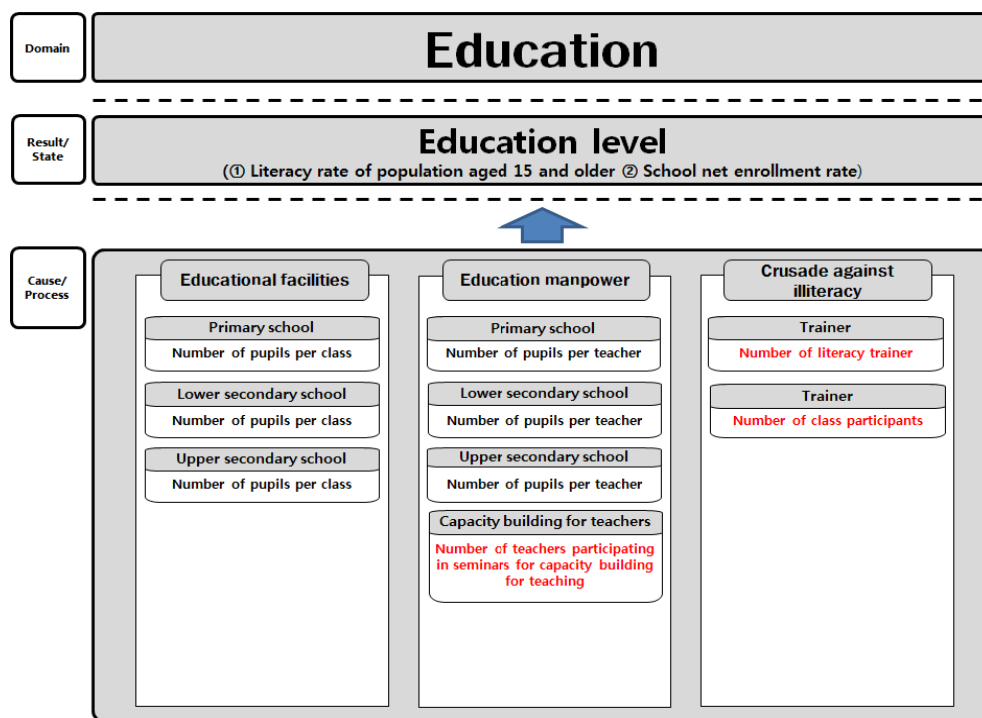 Domain
Education
Result/
State
Education level
(① Literacy rate of population aged 15 and older ② School net enrollment rate)
Cause/
Process
Educational facilities
Primary school
Number of pupils per class
Lower secondary school
Number of pupils per class
Upper secondary school
Number of pupils per class
Education manpower
Primary school
Number of pupils per teacher
Lower secondary school
Number of pupils per teacher
Upper secondary school
Number of pupils per teacher
Capacity building for teachers
Number of teachers participating
in seminars for capacity building
for teaching
Crusade against
illiteracy
Trainer
Number of literacy trainer
Trainer
Number of class participants